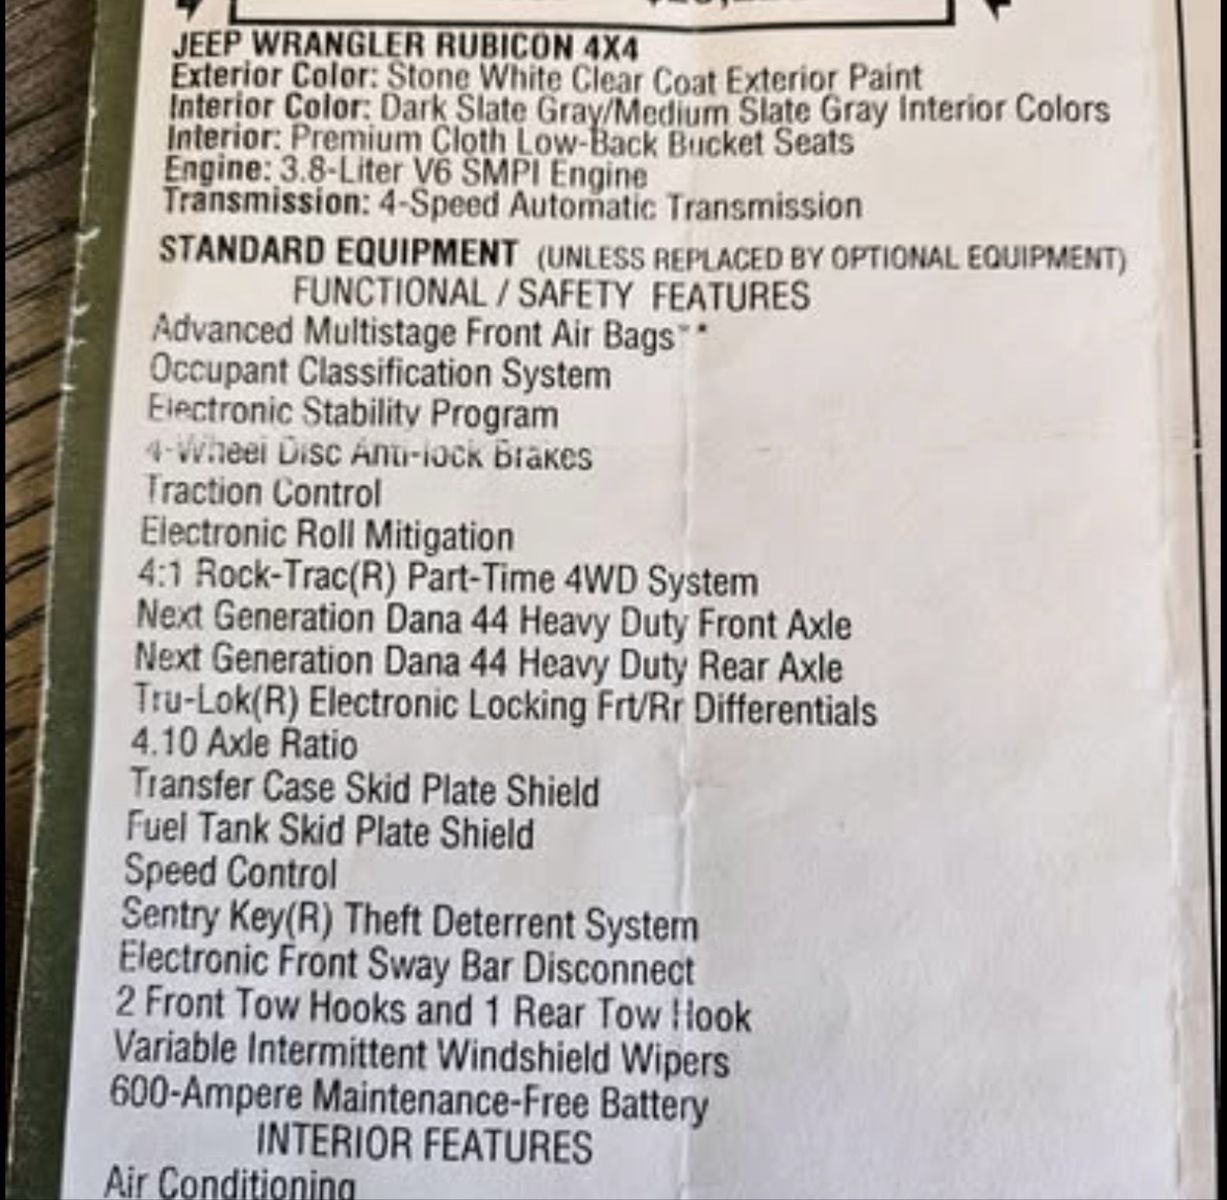 JEEP WRANGLER RUBICON 4X4
Exterior Color: Stone White Clear Coat Exterior Paint
Interior Color: Dark Slate Gray/Medium Slate Gray Interior Colors
Interior: Premium Cloth Low-Back Bucket Seats
Engine: 3.8-Liter V6 SMPI Engine
Transmission: 4-Speed Automatic Transmission
STANDARD EQUIPMENT (UNLESS REPLACED BY OPTIONAL EQUIPMENT)
FUNCTIONAL / SAFETY FEATURES
Advanced Multistage Front Air Bags**
Occupant Classification System
Electronic Stability Program
4-Wheel Disc Anti-lock Brakes
Traction Control
Electronic Roll Mitigation
4:1 Rock-Trac(R) Part-Time 4WD System
Next Generation Dana 44 Heavy Duty Front Axle
Next Generation Dana 44 Heavy Duty Rear Axle
Tru-Lok(R) Electronic Locking Frt/Rr Differentials
4.10 Axle Ratio
Transfer Case Skid Plate Shield
Fuel Tank Skid Plate Shield
Speed Control
Sentry Key(R) Theft Deterrent System
Electronic Front Sway Bar Disconnect
2 Front Tow Hooks and 1 Rear Tow Hook
Variable Intermittent Windshield Wipers
600-Ampere Maintenance-Free Battery
INTERIOR FEATURES
Air Conditioning